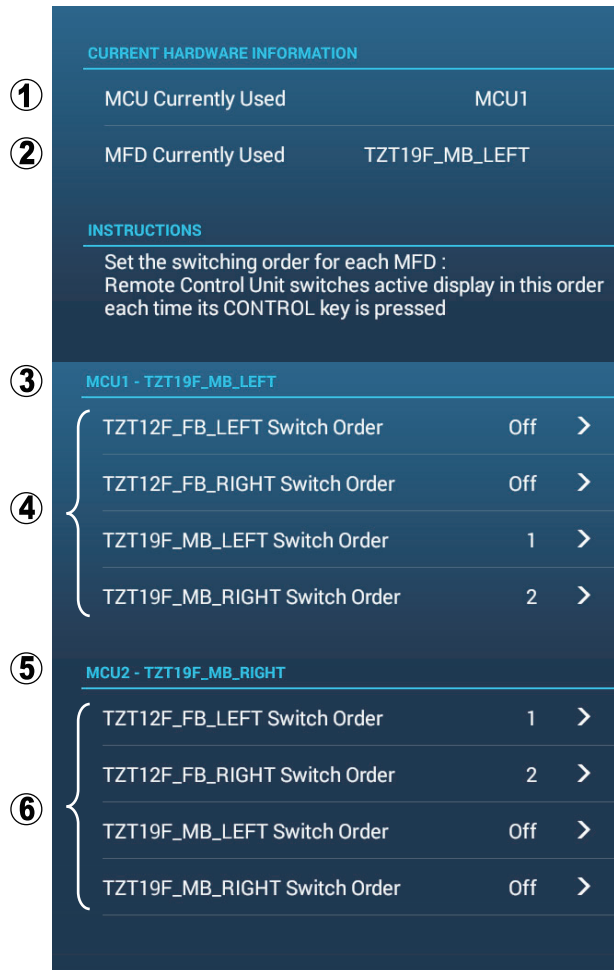 CURRENT HARDWARE INFORMATION
① MCU Currently Used MCU1
② MFD Currently Used TZT19F_MB_LEFT
INSTRUCTIONS
Set the switching order for each MFD :
Remote Control Unit switches active display in this order
each time its CONTROL key is pressed
③ MCU1 - TZT19F_MB_LEFT
TZT12F_FB_LEFT Switch Order Off >
TZT12F_FB_RIGHT Switch Order Off >
④
TZT19F_MB_LEFT Switch Order 1 >
TZT19F_MB_RIGHT Switch Order 2 >
⑤ MCU2 - TZT19F_MB_RIGHT
TZT12F_FB_LEFT Switch Order 1 >
TZT12F_FB_RIGHT Switch Order 2 >
⑥
TZT19F_MB_LEFT Switch Order Off >
TZT19F_MB_RIGHT Switch Order Off >